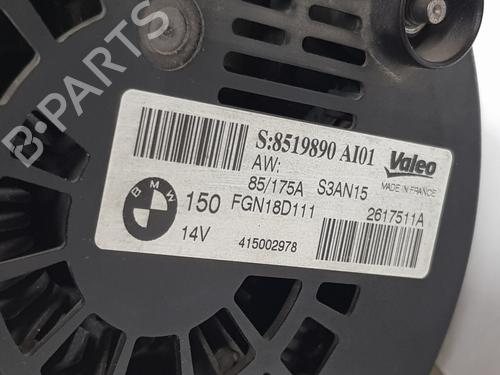 S:8519890 AI01 Valeo
AW: MADE IN FRANCE
85/175A S3AN15
BMW 150 FGN18D111 2617511A
14V 415002978
B-PARTS